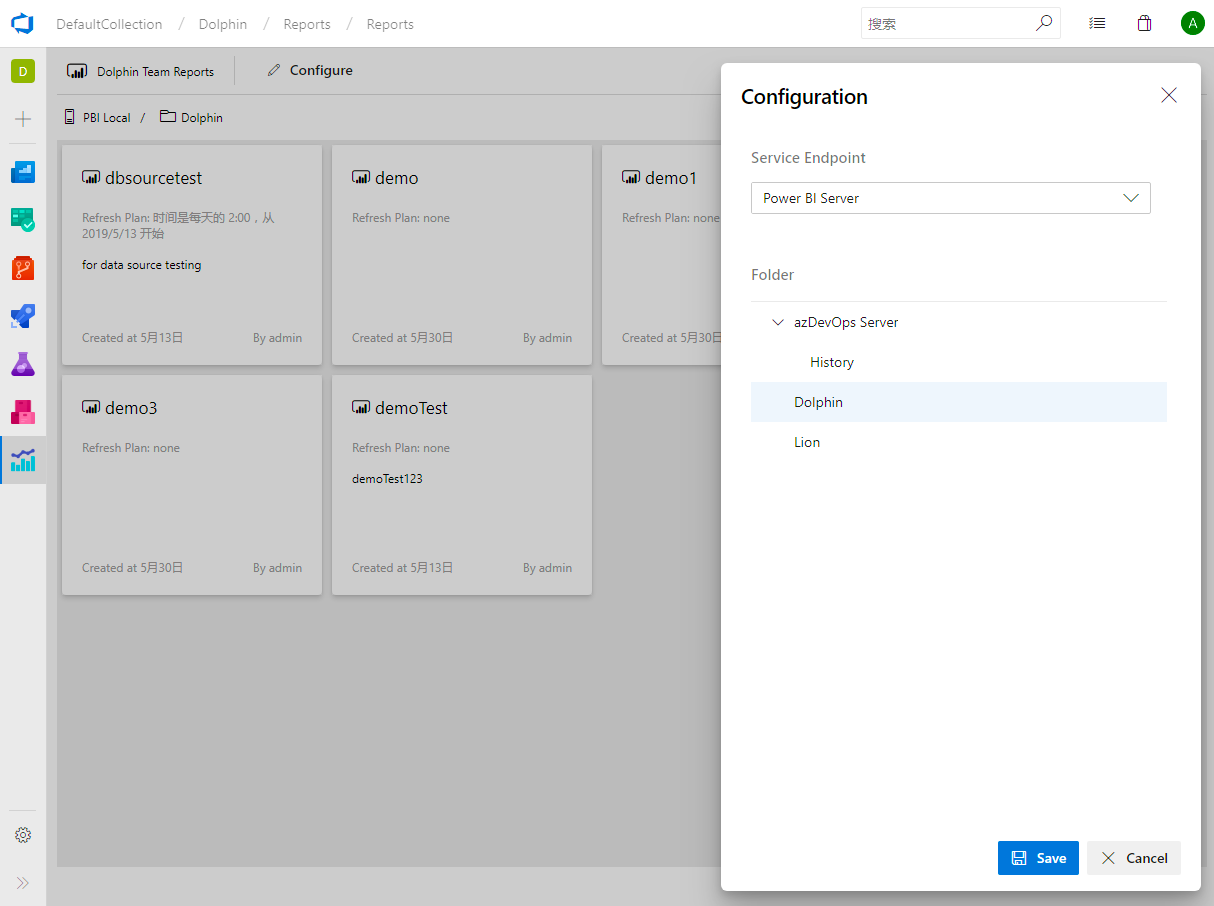 DefaultCollection / Dolphin / Reports / Reports
搜索
A
D
Dolphin Team Reports
Configure
PBI Local / Dolphin
dbsourcetest
Refresh Plan: 时间是每天的 2:00，从
2019/5/13 开始
for data source testing
Created at 5月13日
By admin
demo
Refresh Plan: none
Created at 5月30日
By admin
demo1
Refresh Plan: none
Created at 5月30日
demo3
Refresh Plan: none
Created at 5月30日
By admin
demoTest
Refresh Plan: none
demoTest123
Created at 5月13日
By admin
Configuration
Service Endpoint
Power BI Server
Folder
azDevOps Server
History
Dolphin
Lion
Save
Cancel